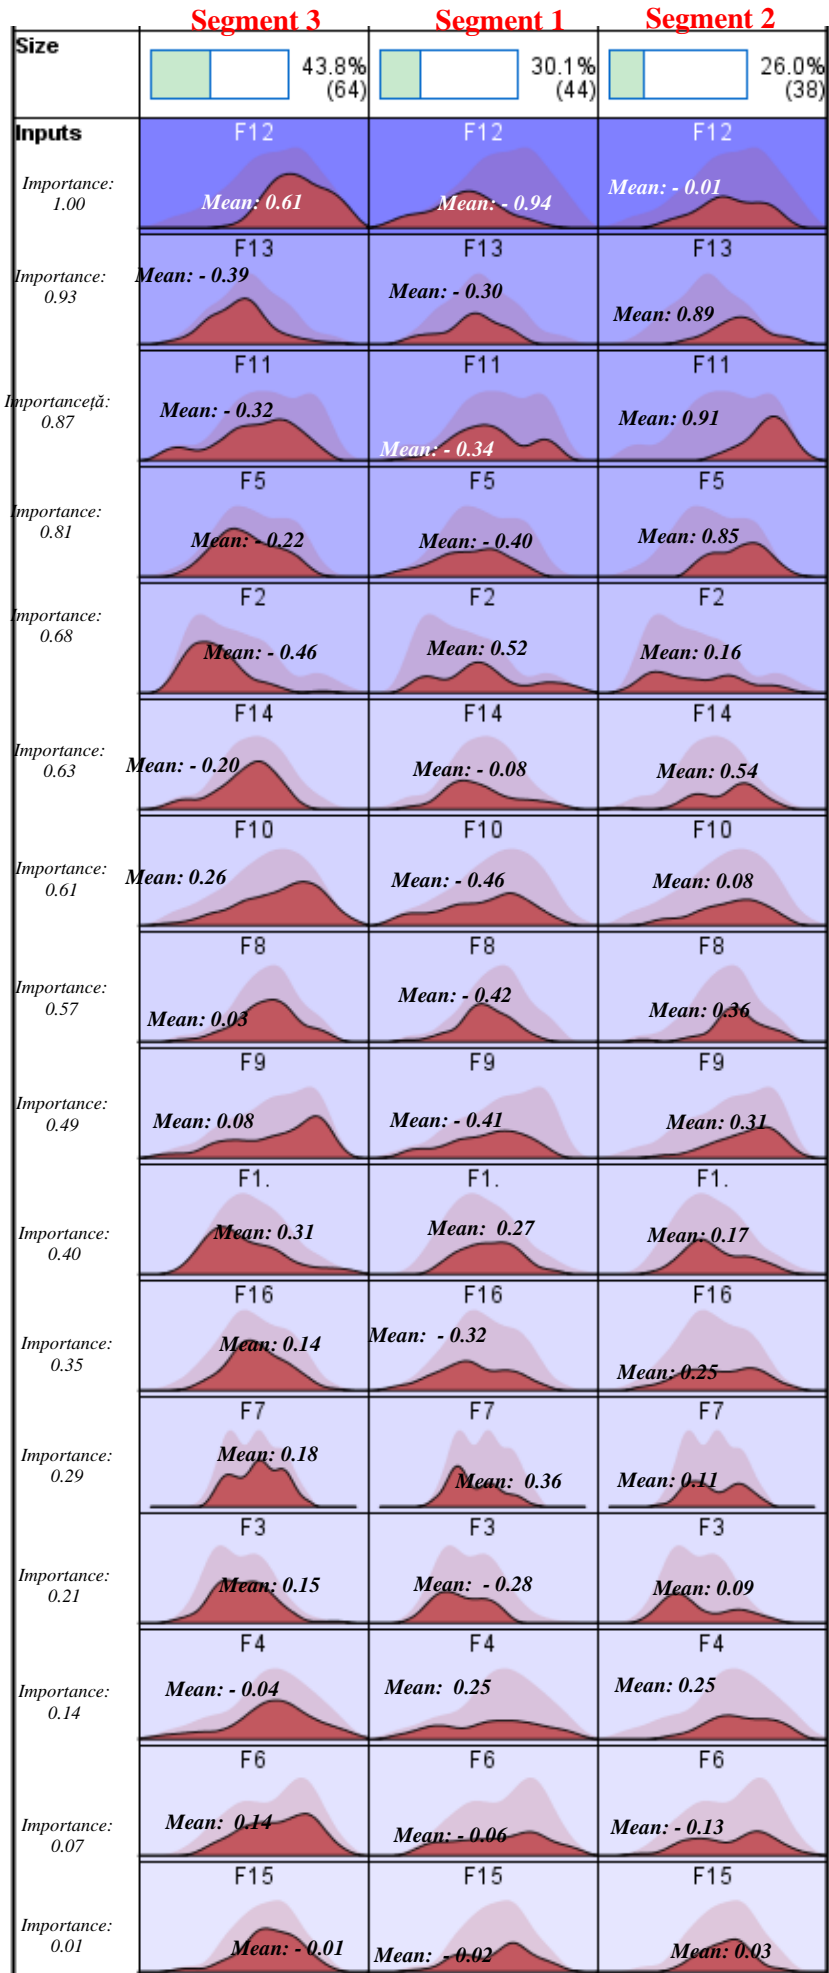 Segment 3 Segment 1 Segment 2
Size
43.8% 30.1% 26.0%
(64) (44) (38)
Inputs F12 F12 F12
Importance: Mean: - 0.01
1.00 Mean: 0.61 Mean: - 0.94
F13 F13 F13
Importance: Mean: - 0.39 Mean: - 0.30
0.93 Mean: 0.89
F11 F11 F11
Importanceță: Mean: - 0.32 Mean: 0.91
0.87 Mean: - 0.34
F5 F5 F5
Importance:
0.81 Mean: - 0.22 Mean: - 0.40 Mean: 0.85
F2 F2 F2
Importance:
0.68 Mean: - 0.46 Mean: 0.52 Mean: 0.16
F14 F14 F14
Importance:
0.63 Mean: - 0.20 Mean: - 0.08 Mean: 0.54
F10 F10 F10
Importance: Mean: 0.26 Mean: - 0.46 Mean: 0.08
0.61
F8 F8 F8
Importance: Mean: - 0.42
0.57 Mean: 0.03 Mean: 0.36
F9 F9 F9
Importance:
0.49 Mean: 0.08 Mean: - 0.41 Mean: 0.31
F1. F1. F1.
Importance: Mean: 0.31 Mean: 0.27 Mean: 0.17
0.40
F16 F16 F16
Importance: Mean: 0.14 Mean: - 0.32
0.35 Mean: 0.25
F7 F7 F7
Importance: Mean: 0.18
0.29 Mean: 0.36 Mean: 0.11
F3 F3 F3
Importance: Mean: 0.15 Mean: - 0.28 Mean: 0.09
0.21
F4 F4 F4
Importance: Mean: - 0.04 Mean: 0.25 Mean: 0.25
0.14
F6 F6 F6
Importance: Mean: 0.14 Mean: - 0.06 Mean: - 0.13
0.07
F15 F15 F15
Importance:
0.01 Mean: - 0.01 Mean: - 0.02 Mean: 0.03